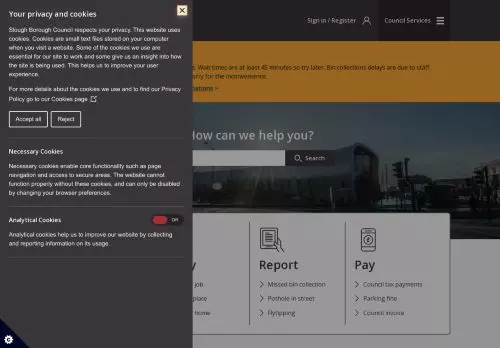 Your privacy and cookies
Slough Borough Council respects your privacy. This website uses
cookies. Cookies are small text files stored on your computer
when you visit a website. Some of the cookies we use are
essential for our site to work and some give us an insight into how
the site is being used. This helps us to improve your user
experience.
For more details about the cookies we use and to find our Privacy
Policy go to our Cookies page
Accept all
Reject
Necessary Cookies
Necessary cookies enable core functionality such as page
navigation and access to secure areas. The website cannot
function properly without these cookies, and can only be disabled
by changing your browser preferences.
Analytical Cookies
Off
Analytical cookies help us to improve our website by collecting
and reporting information on its usage.
Sign in / Register
Council Services
Wait times are at least 45 minutes so try later. Bin collections delays are due to staff
for the inconvenience.
How can we help you?
Search
job
place
home
Report
Missed bin collection
Pothole in street
Flytipping
Pay
Council tax payments
Parking fine
Council invoice